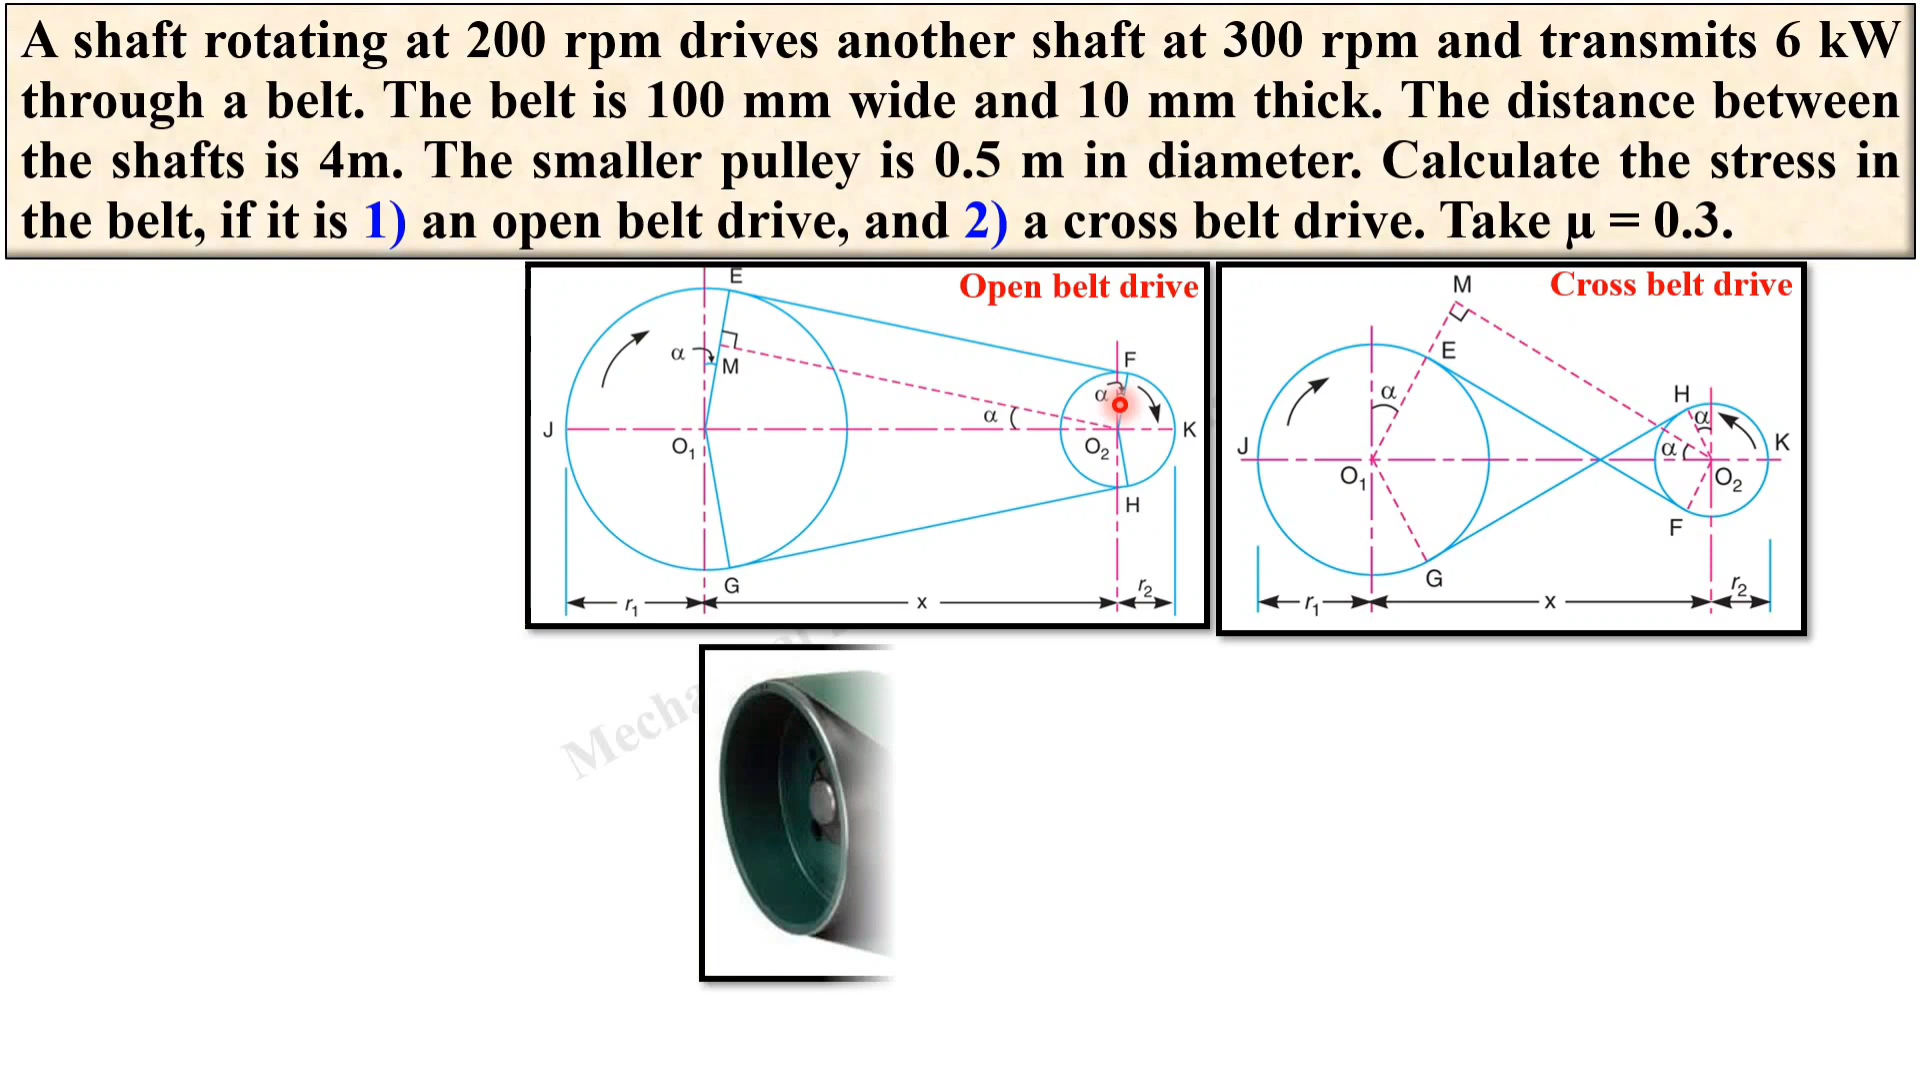 A shaft rotating at 200 rpm drives another shaft at 300 rpm and transmits 6 kW
through a belt. The belt is 100 mm wide and 10 mm thick. The distance between
the shafts is 4m. The smaller pulley is 0.5 m in diameter. Calculate the stress in
the belt, if it is 1) an open belt drive, and 2) a cross belt drive. Take μ = 0.3.
Open belt drive
E
α
M
F
α
α
J
O1
O2
K
H
G
r1
x
r2
Cross belt drive
M
E
α
H
α
α
J
K
O1
O2
F
G
r1
x
r2